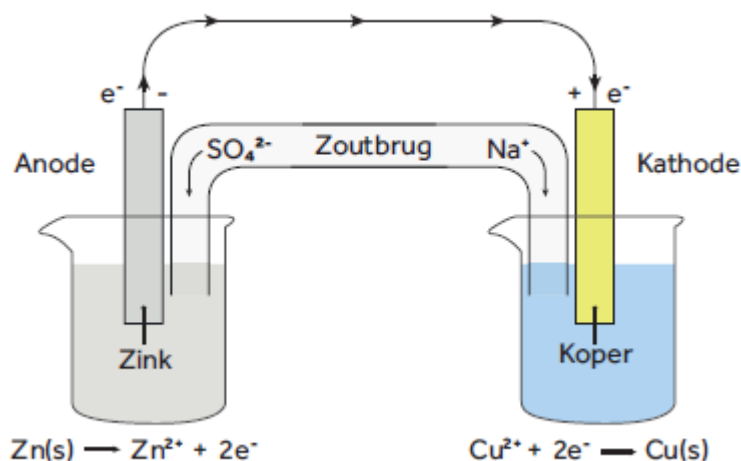 e⁻ -
+ e⁻
Anode
SO₄²⁻
Zoutbrug
Na⁺
Kathode
Zink
Koper
Zn(s) → Zn²⁺ + 2e⁻
Cu²⁺ + 2e⁻ — Cu(s)